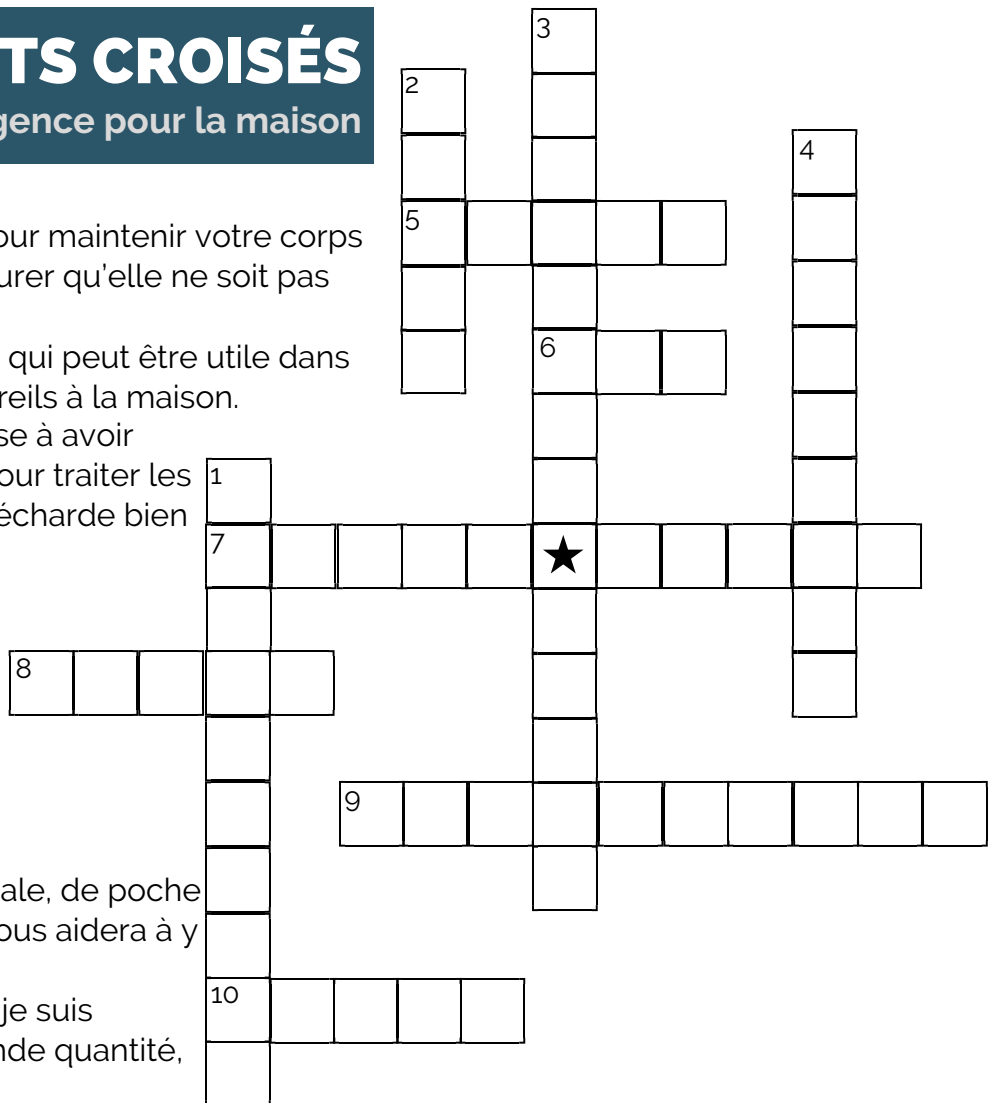 TS CROISÉS
gence pour la maison
our maintenir votre corps
urer qu'elle ne soit pas
qui peut être utile dans
reils à la maison.
se à avoir
our traiter les
écharde bien
ale, de poche
ous aidera à y
je suis
nde quantité,
3
2
4
5
6
1
7
8
9
10